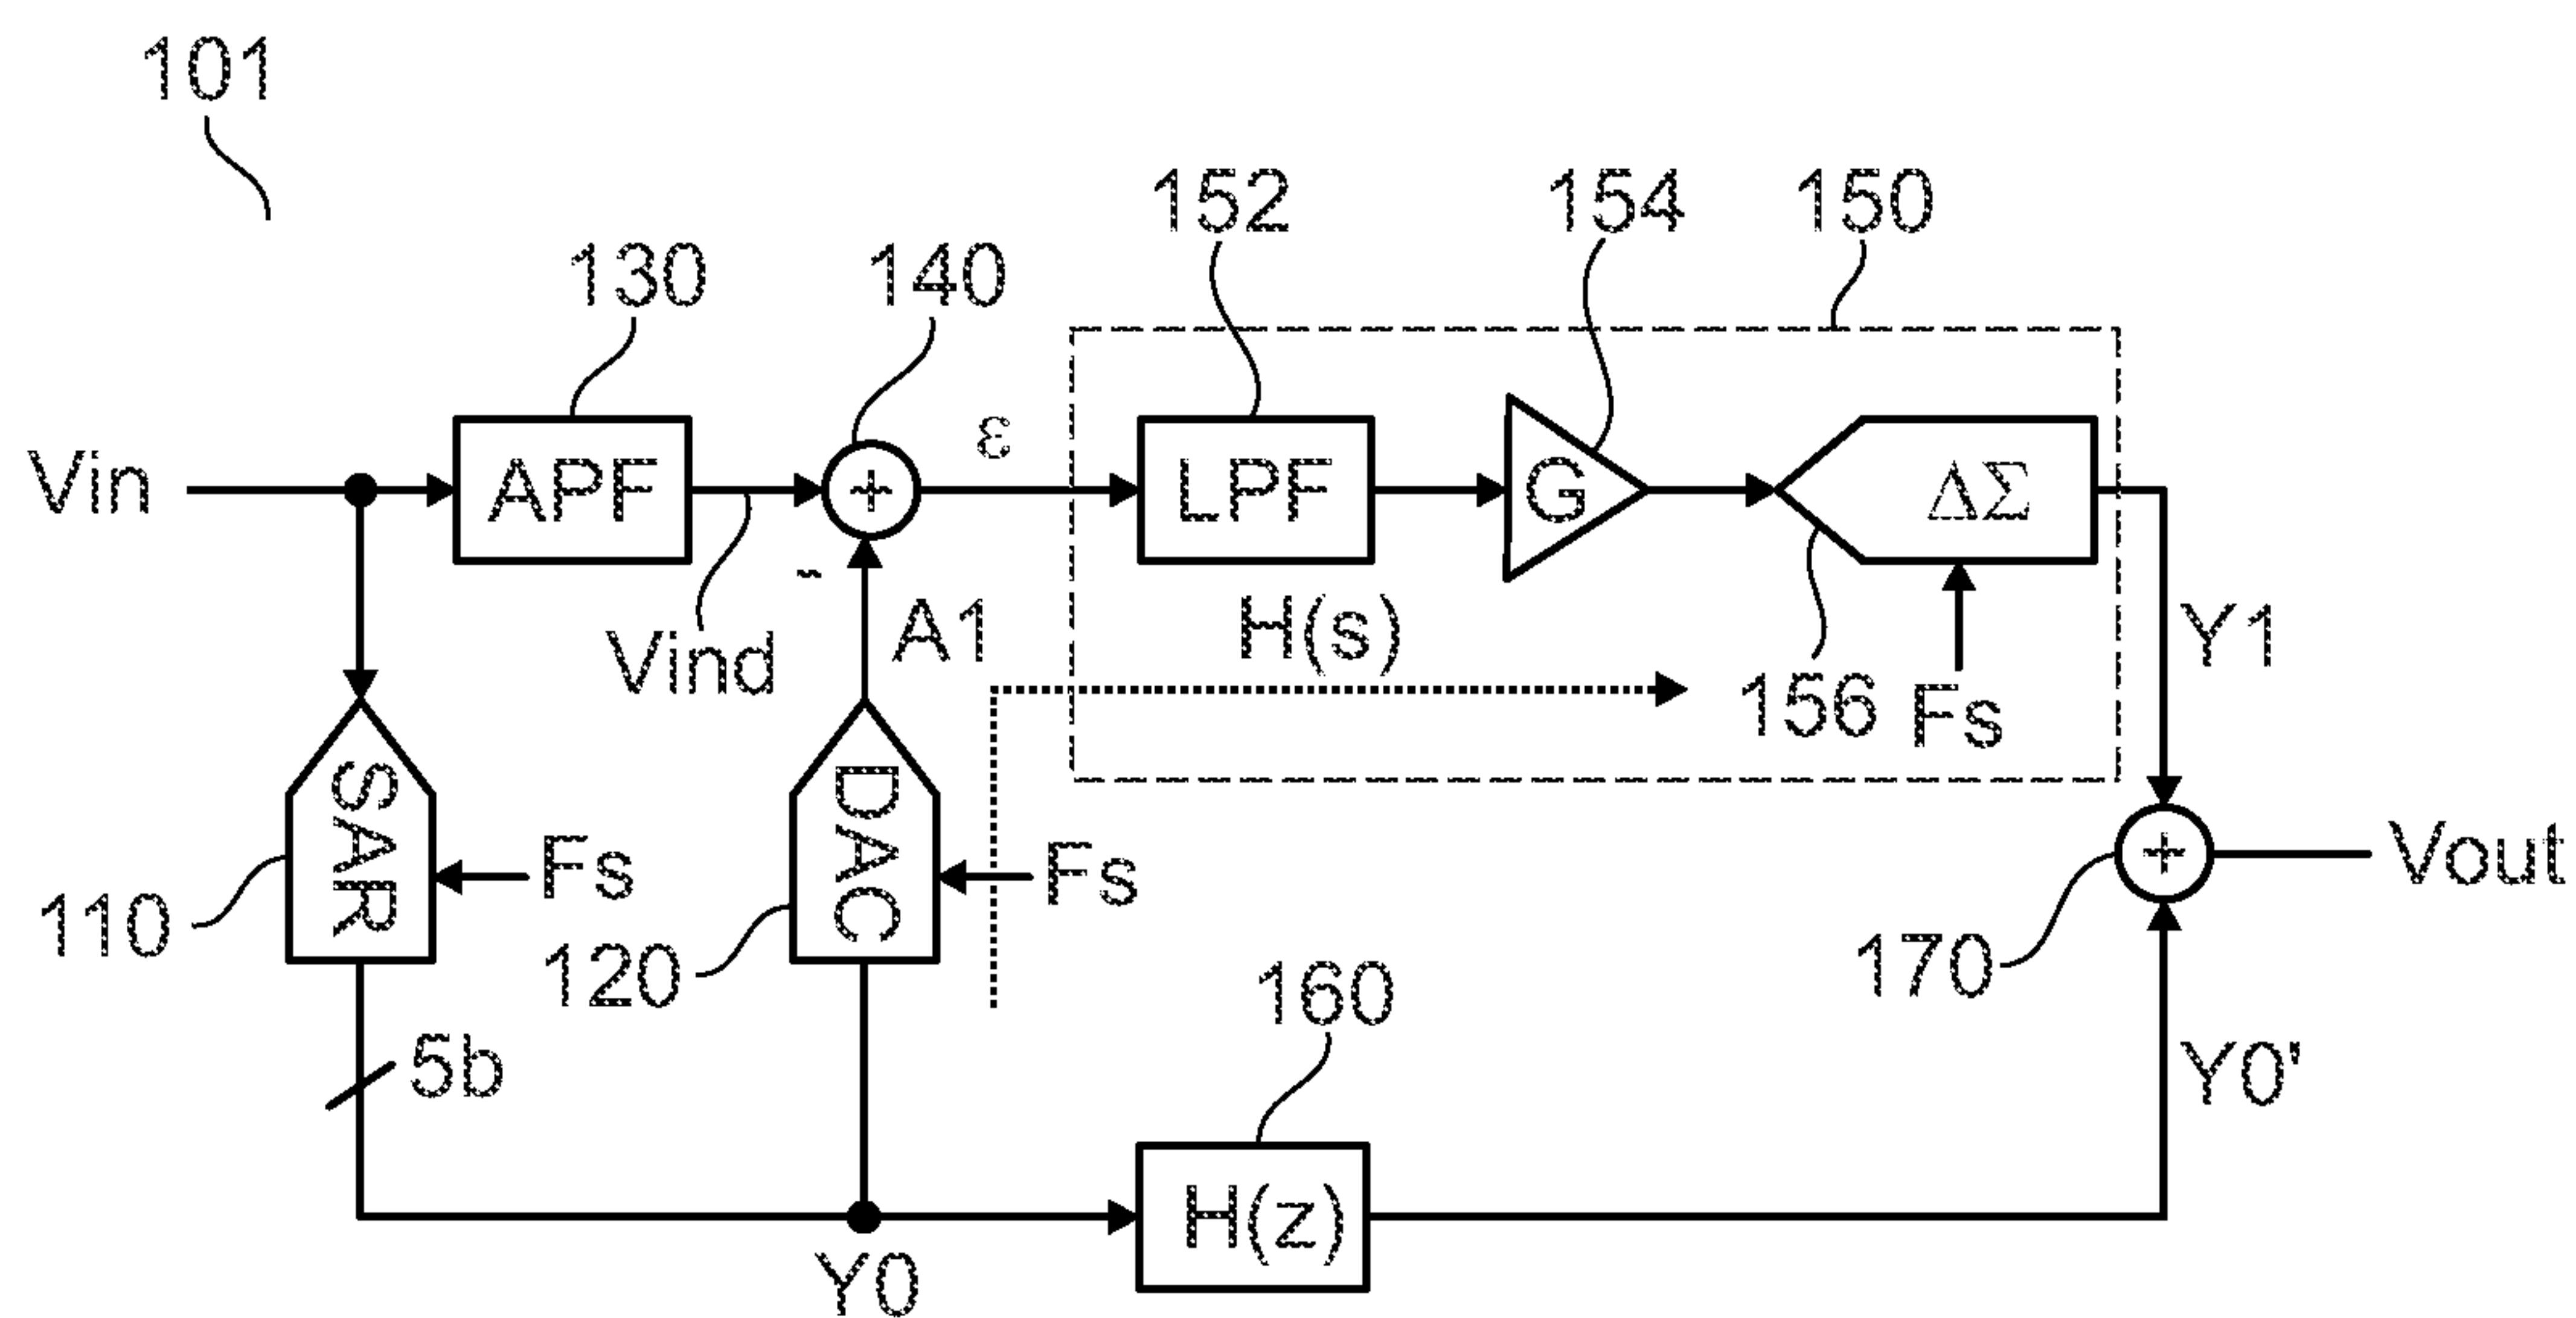 101
152
154
150
130
140
ε
Vin
APF
+
LPF
G
ΔΣ
-
A1
H(s)
Vind
Y1
156
Fs
SAR
DAC
Fs
Fs
+
Vout
110
120
160
170
5b
Y0'
H(z)
Y0